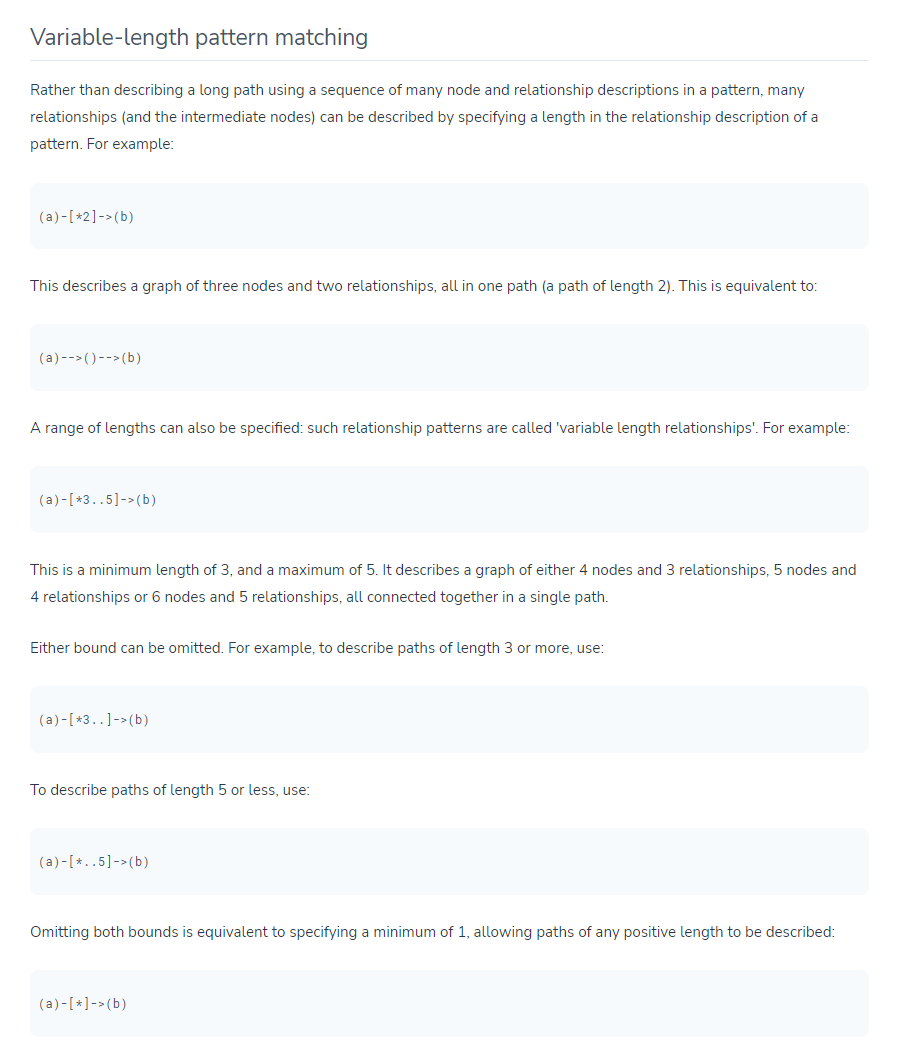 Variable-length pattern matching
Rather than describing a long path using a sequence of many node and relationship descriptions in a pattern, many
relationships (and the intermediate nodes) can be described by specifying a length in the relationship description of a
pattern. For example:
(a)-[*2]->(b)
This describes a graph of three nodes and two relationships, all in one path (a path of length 2). This is equivalent to:
(a)-->()-->(b)
A range of lengths can also be specified: such relationship patterns are called 'variable length relationships'. For example:
(a)-[*3..5]->(b)
This is a minimum length of 3, and a maximum of 5. It describes a graph of either 4 nodes and 3 relationships, 5 nodes and
4 relationships or 6 nodes and 5 relationships, all connected together in a single path.
Either bound can be omitted. For example, to describe paths of length 3 or more, use:
(a)-[*3..]->(b)
To describe paths of length 5 or less, use:
(a)-[*..5]->(b)
Omitting both bounds is equivalent to specifying a minimum of 1, allowing paths of any positive length to be described:
(a)-[*]->(b)